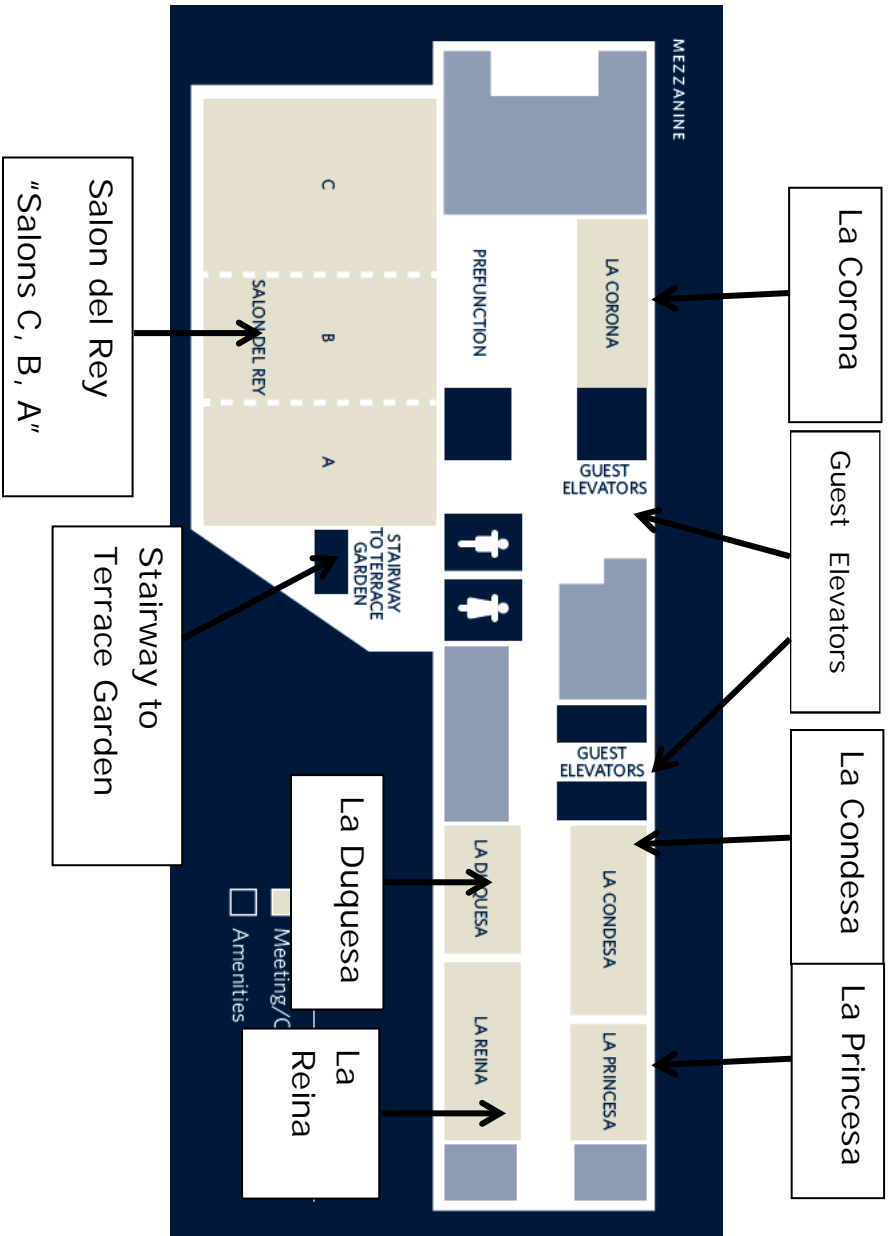 La Corona
Guest Elevators
La Condesa
La Princesa
MEZZANINE
LA CORONA
GUEST
ELEVATORS
GUEST
ELEVATORS
LA CONDESA
LA PRINCESA
PREFUNCTION
LA DUQUESA
LA REINA
C
B
A
SALON DEL REY
STAIRWAY
TO TERRACE
GARDEN
Meeting/C
Amenities
Salon del Rey
"Salons C, B, A"
Stairway to
Terrace Garden
La Duquesa
La
Reina